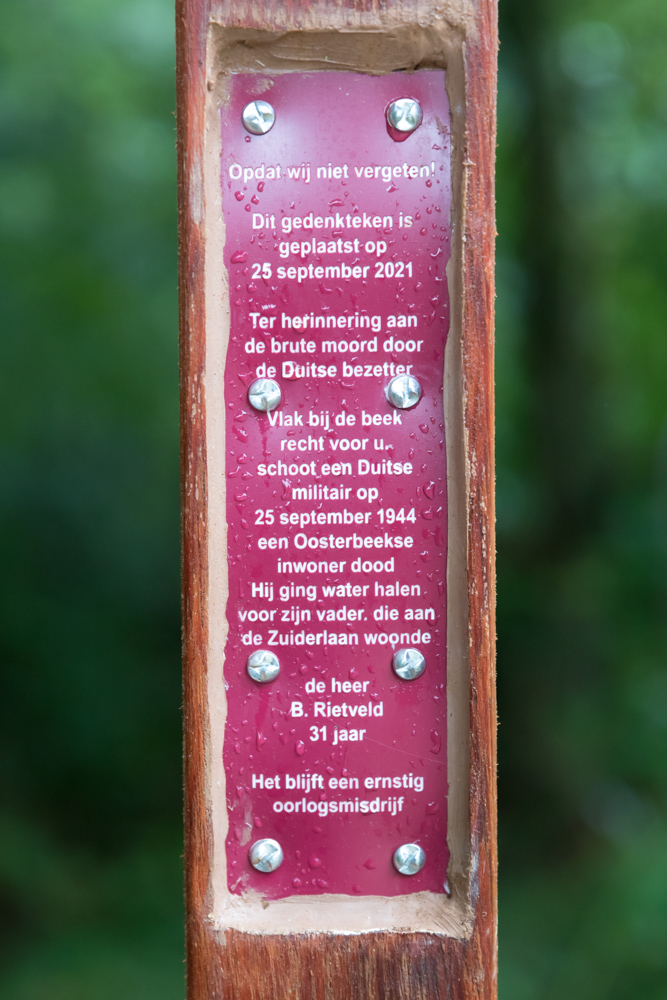 Opdat wij niet vergeten!
Dit gedenkteken is
geplaatst op
25 september 2021
Ter herinnering aan
de brute moord door
de Duitse bezetter
Vlak bij de beek
recht voor u.
schoot een Duitse
militair op
25 september 1944
een Oosterbeekse
inwoner dood
Hij ging water halen
voor zijn vader. die aan
de Zuiderlaan woonde
de heer
B. Rietveld
31 jaar
Het blijft een ernstig
oorlogsmisdrijf